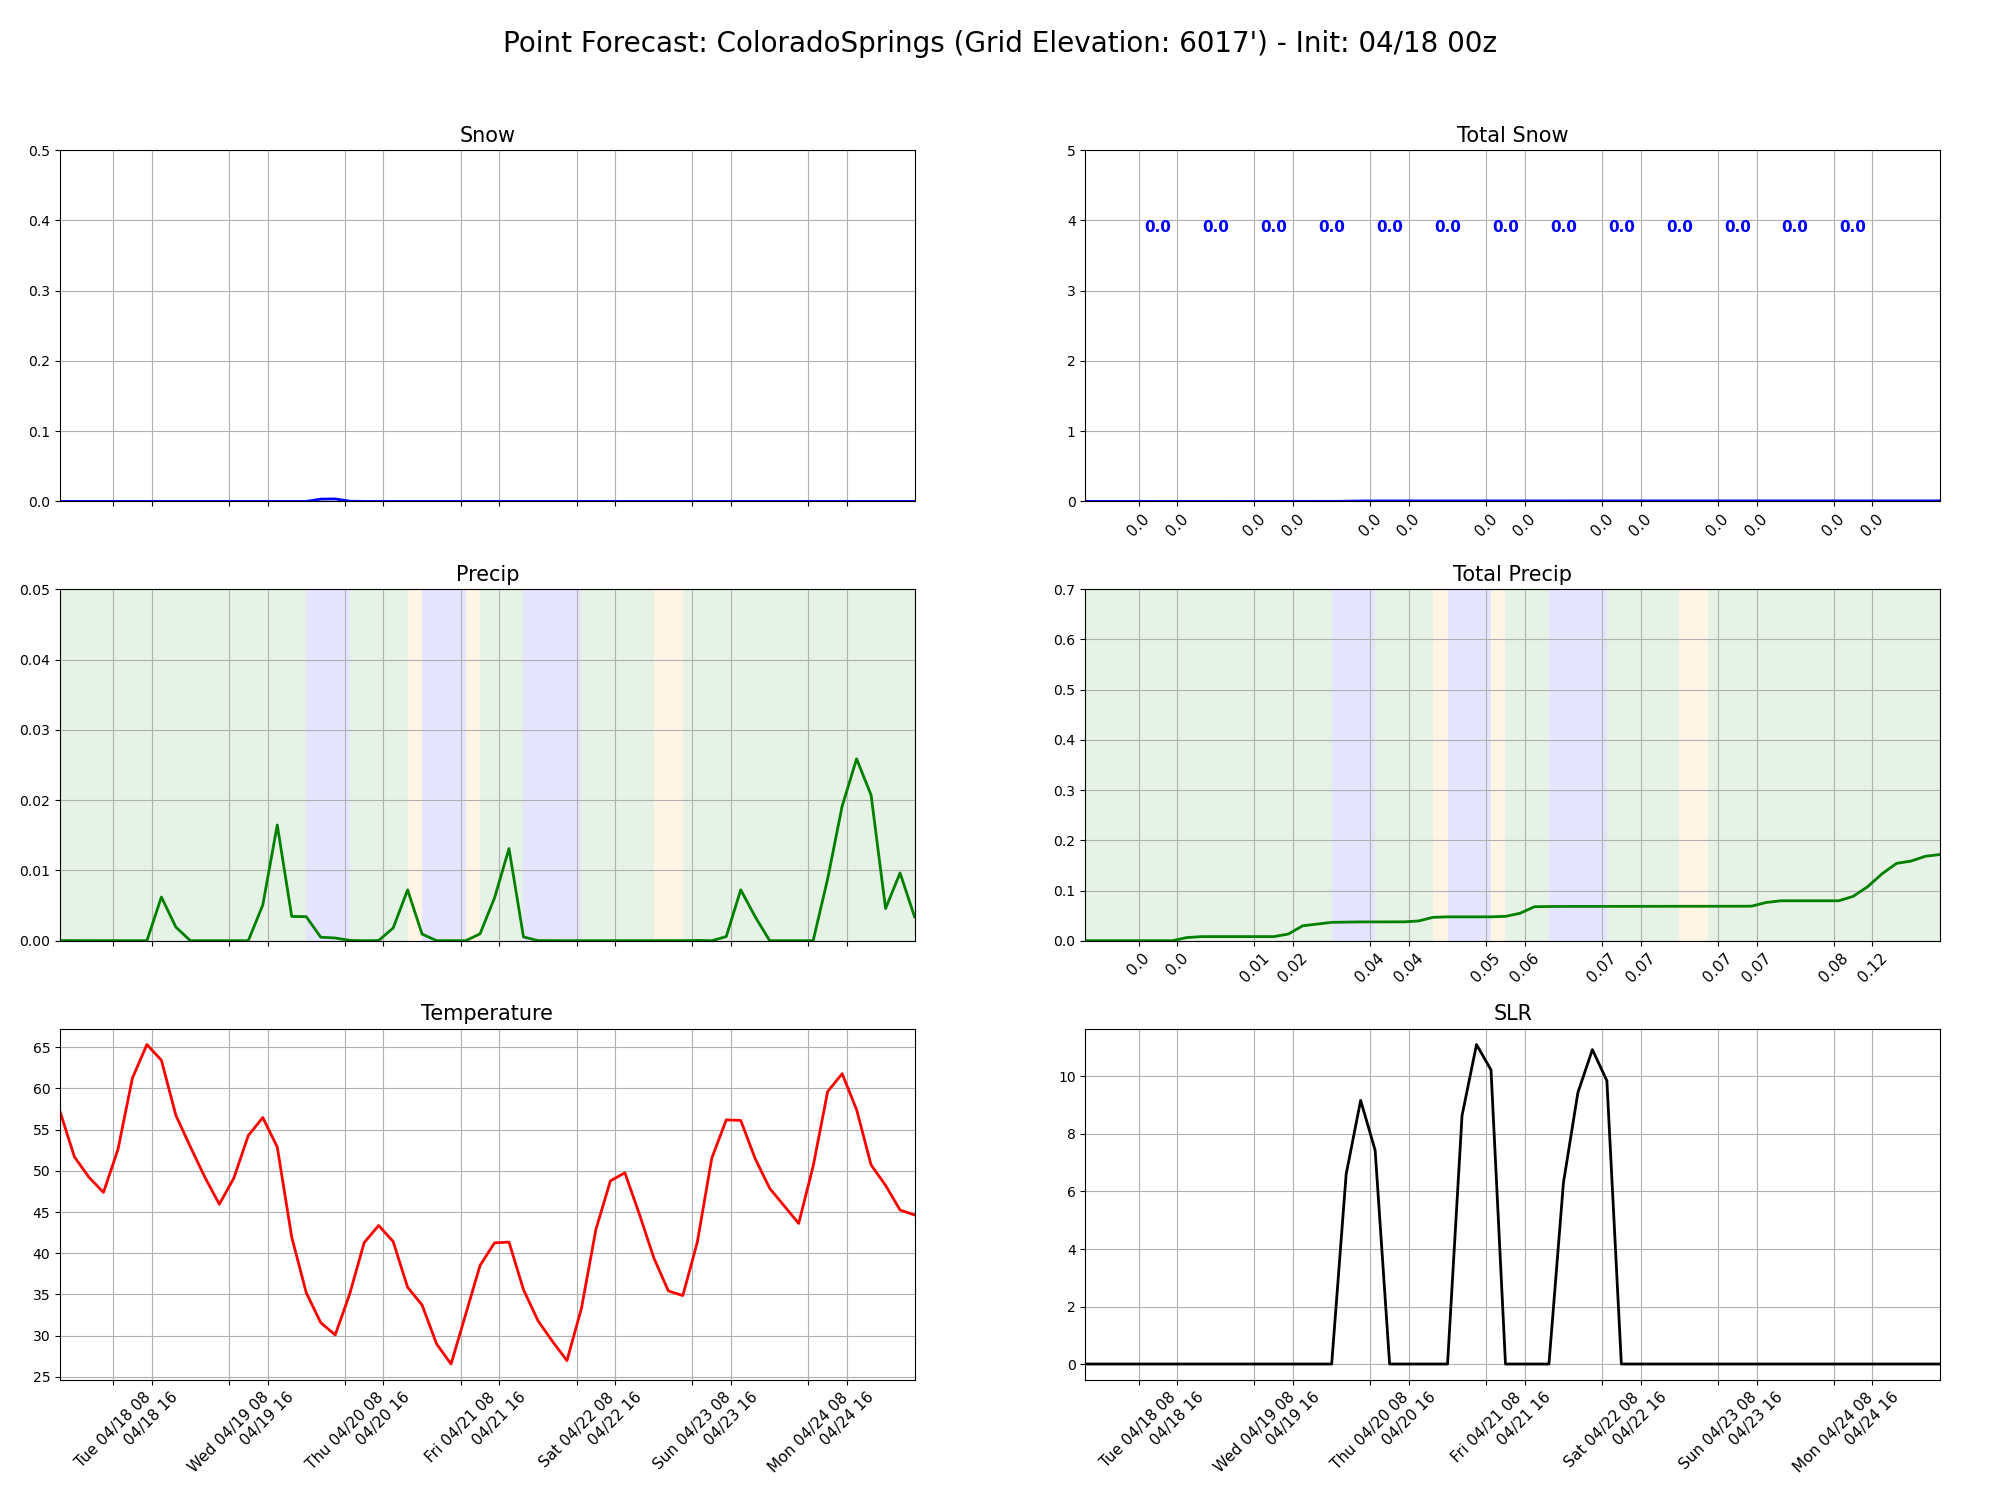 Point Forecast: ColoradoSprings (Grid Elevation: 6017') - Init: 04/18 00z
Snow
0.5
0.4
0.3
0.2
0.1
0.0
Total Snow
5
4
3
2
1
0
0.0 0.0 0.0 0.0 0.0 0.0 0.0 0.0 0.0 0.0 0.0 0.0 0.0
0.0 0.0 0.0 0.0 0.0 0.0 0.0 0.0 0.0 0.0 0.0 0.0 0.0 0.0
Precip
0.05
0.04
0.03
0.02
0.01
0.00
Total Precip
0.7
0.6
0.5
0.4
0.3
0.2
0.1
0.0
0.0 0.0 0.01 0.02 0.04 0.04 0.05 0.06 0.07 0.07 0.07 0.07 0.08 0.12
Temperature
65
60
55
50
45
40
35
30
25
Tue 04/18 08
04/18 16
Wed 04/19 08
04/19 16
Thu 04/20 08
04/20 16
Fri 04/21 08
04/21 16
Sat 04/22 08
04/22 16
Sun 04/23 08
04/23 16
Mon 04/24 08
04/24 16
SLR
10
8
6
4
2
0
Tue 04/18 08
04/18 16
Wed 04/19 08
04/19 16
Thu 04/20 08
04/20 16
Fri 04/21 08
04/21 16
Sat 04/22 08
04/22 16
Sun 04/23 08
04/23 16
Mon 04/24 08
04/24 16